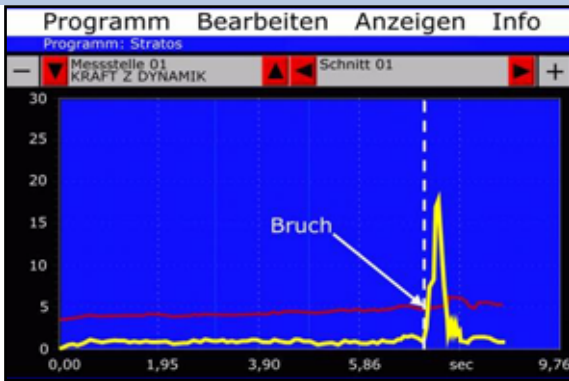 Programm Bearbeiten Anzeigen Info
Programm: Stratos
− Messstelle 01 Schnitt 01 +
KRAFT Z DYNAMIK
30
25
20
15
Bruch
10
5
0
0,00 1,95 3,90 5,86 sec 9,76